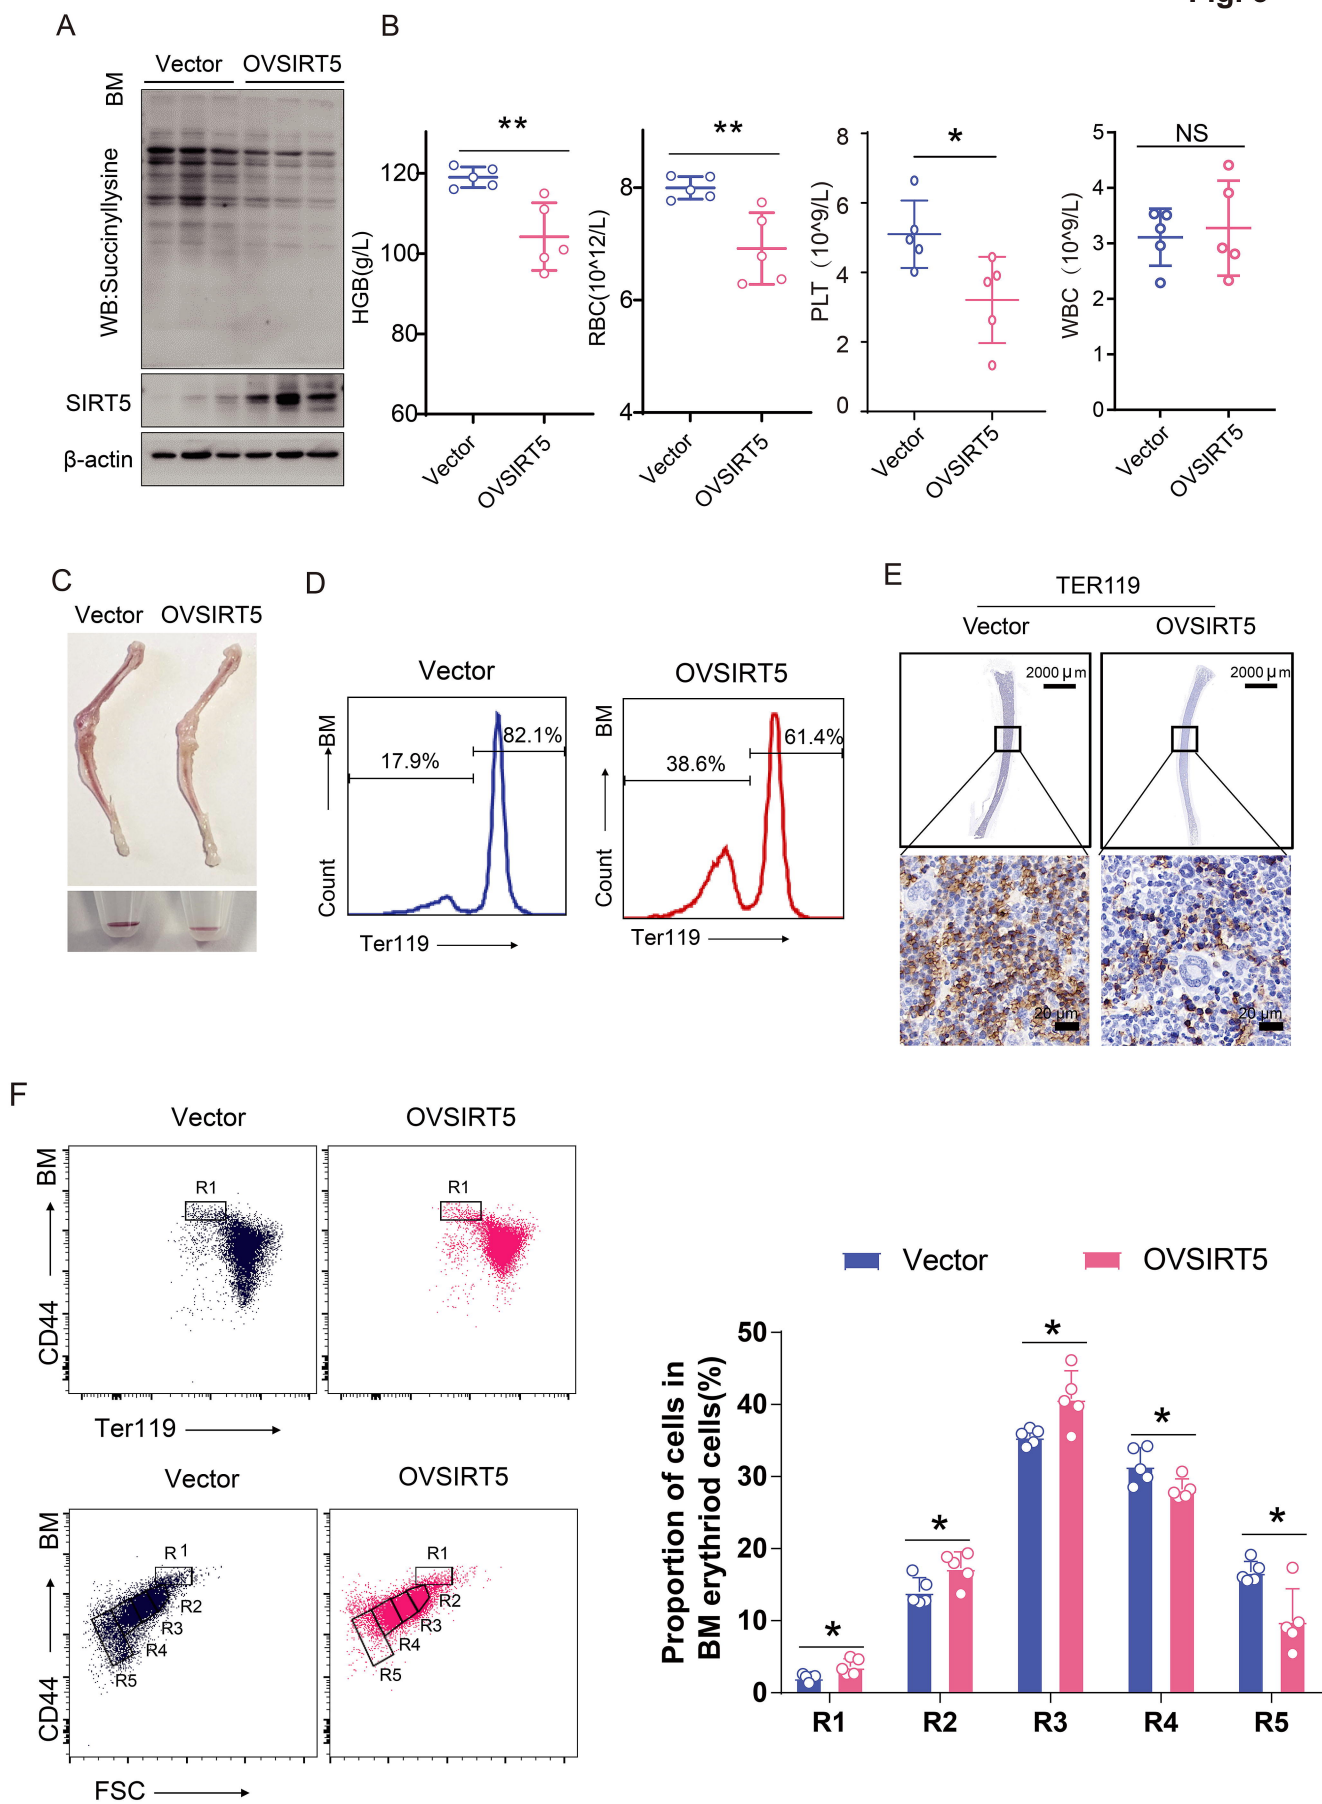 A
Vector OVSIRT5
BM
WB:Succinyllysine
SIRT5
β-actin
B
**
HGB(g/L)
120
100
80
60
Vector
OVSIRT5
**
RBC(10^12/L)
8
6
4
Vector
OVSIRT5
*
PLT (10^9/L)
8
6
4
2
0
Vector
OVSIRT5
NS
WBC (10^9/L)
5
4
3
2
1
0
Vector
OVSIRT5
C
Vector OVSIRT5
D
Vector
BM
Count
17.9%
82.1%
Ter119
OVSIRT5
BM
Count
38.6%
61.4%
Ter119
E
TER119
Vector
OVSIRT5
2000 µm
2000 µm
20 µm
20 µm
F
Vector
OVSIRT5
BM
CD44
R1
R1
Ter119
Vector
OVSIRT5
BM
CD44
R 1
R2
R3
R4
R5
R1
R2
R3
R4
R5
FSC
Vector
OVSIRT5
Proportion of cells in
BM erythriod cells(%)
50
40
30
20
10
0
*
*
*
*
*
R1
R2
R3
R4
R5